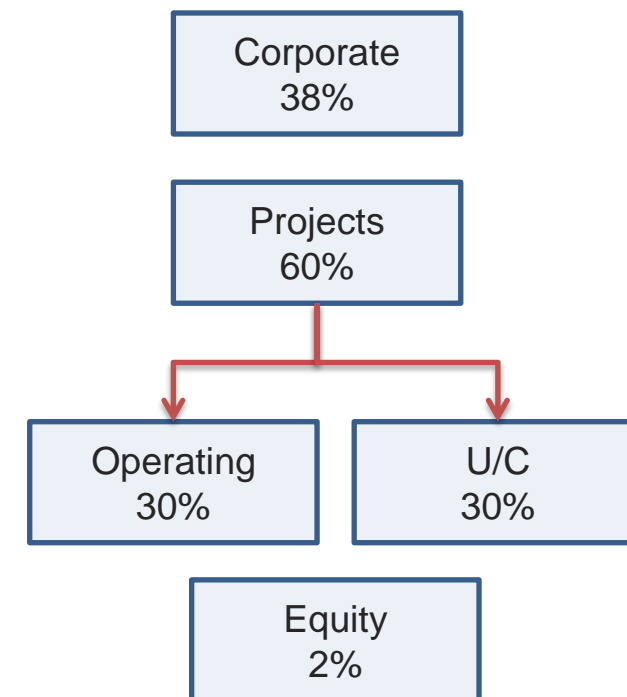 Corporate
38%
Projects
60%
Operating
30%
U/C
30%
Equity
2%